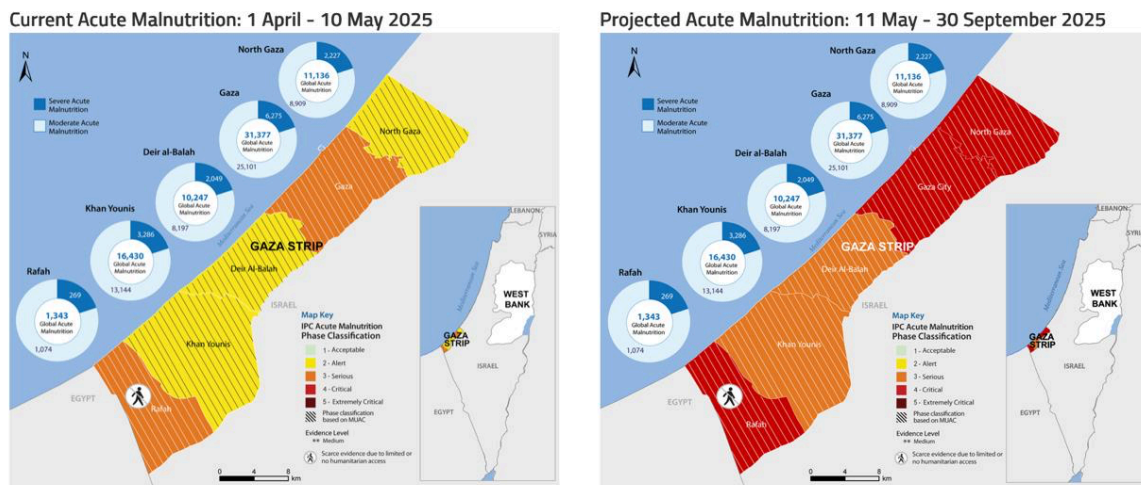 Current Acute Malnutrition: 1 April - 10 May 2025
N
Severe Acute
Malnutrition
Moderate Acute
Malnutrition
North Gaza
2,227
11,136
Global Acute
Malnutrition
8,909
Gaza
6,275
31,377
Global Acute
Malnutrition
25,101
Deir al-Balah
2,049
10,247
Global Acute
Malnutrition
8,197
Khan Younis
3,286
16,430
Global Acute
Malnutrition
13,144
Rafah
269
1,343
Global Acute
Malnutrition
1,074
Mediterranean Sea
North Gaza
Gaza
GAZA STRIP
Deir Al-Balah
Khan Younis
Rafah
ISRAEL
EGYPT
Map Key
IPC Acute Malnutrition
Phase Classification
1 - Acceptable
2 - Alert
3 - Serious
4 - Critical
5 - Extremely Critical
Phase classification
based on MUAC
Evidence Level
** Medium
Scarce evidence due to limited or
no humanitarian access
0 4 8
km
LEBANON
SYRIA
Mediterranean Sea
WEST
BANK
GAZA
STRIP
ISRAEL
EGYPT
Projected Acute Malnutrition: 11 May - 30 September 2025
N
Severe Acute
Malnutrition
Moderate Acute
Malnutrition
North Gaza
2,227
11,136
Global Acute
Malnutrition
8,909
Gaza
6,275
31,377
Global Acute
Malnutrition
25,101
Deir al-Balah
2,049
10,247
Global Acute
Malnutrition
8,197
Khan Younis
3,286
16,430
Global Acute
Malnutrition
13,144
Rafah
269
1,343
Global Acute
Malnutrition
1,074
Mediterranean Sea
North Gaza
Gaza City
GAZA STRIP
Deir Al-Balah
Khan Younis
Rafah
ISRAEL
EGYPT
Map Key
IPC Acute Malnutrition
Phase Classification
1 - Acceptable
2 - Alert
3 - Serious
4 - Critical
5 - Extremely Critical
Phase classification
based on MUAC
Evidence Level
** Medium
Scarce evidence due to limited or
no humanitarian access
0 4 8
km
LEBANON
SYRIA
Mediterranean Sea
WEST
BANK
GAZA
STRIP
ISRAEL
EGYPT